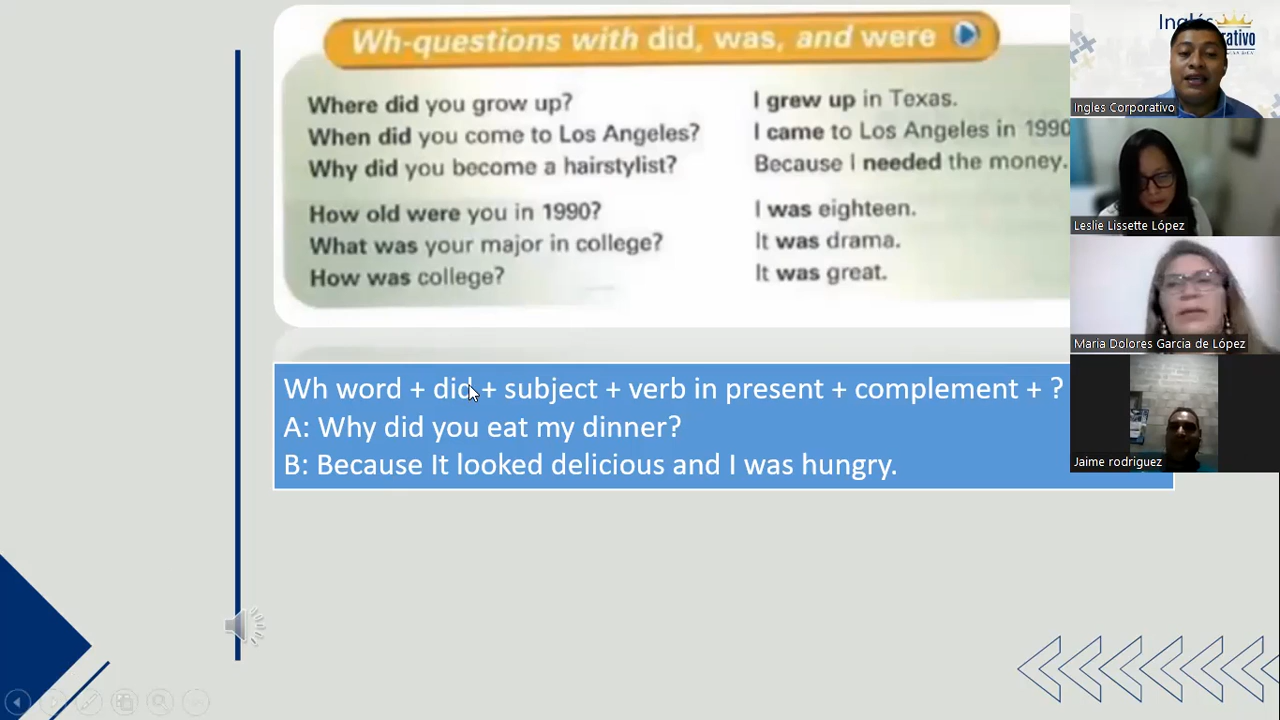 Wh-questions with did, was, and were
Where did you grow up? I grew up in Texas.
When did you come to Los Angeles? I came to Los Angeles in 1990
Why did you become a hairstylist? Because I needed the money.
How old were you in 1990? I was eighteen.
What was your major in college? It was drama.
How was college? It was great.
Wh word + did + subject + verb in present + complement + ?
A: Why did you eat my dinner?
B: Because It looked delicious and I was hungry.
Ingles Corporativo
Leslie Lissette López
Maria Dolores Garcia de López
Jaime rodriguez